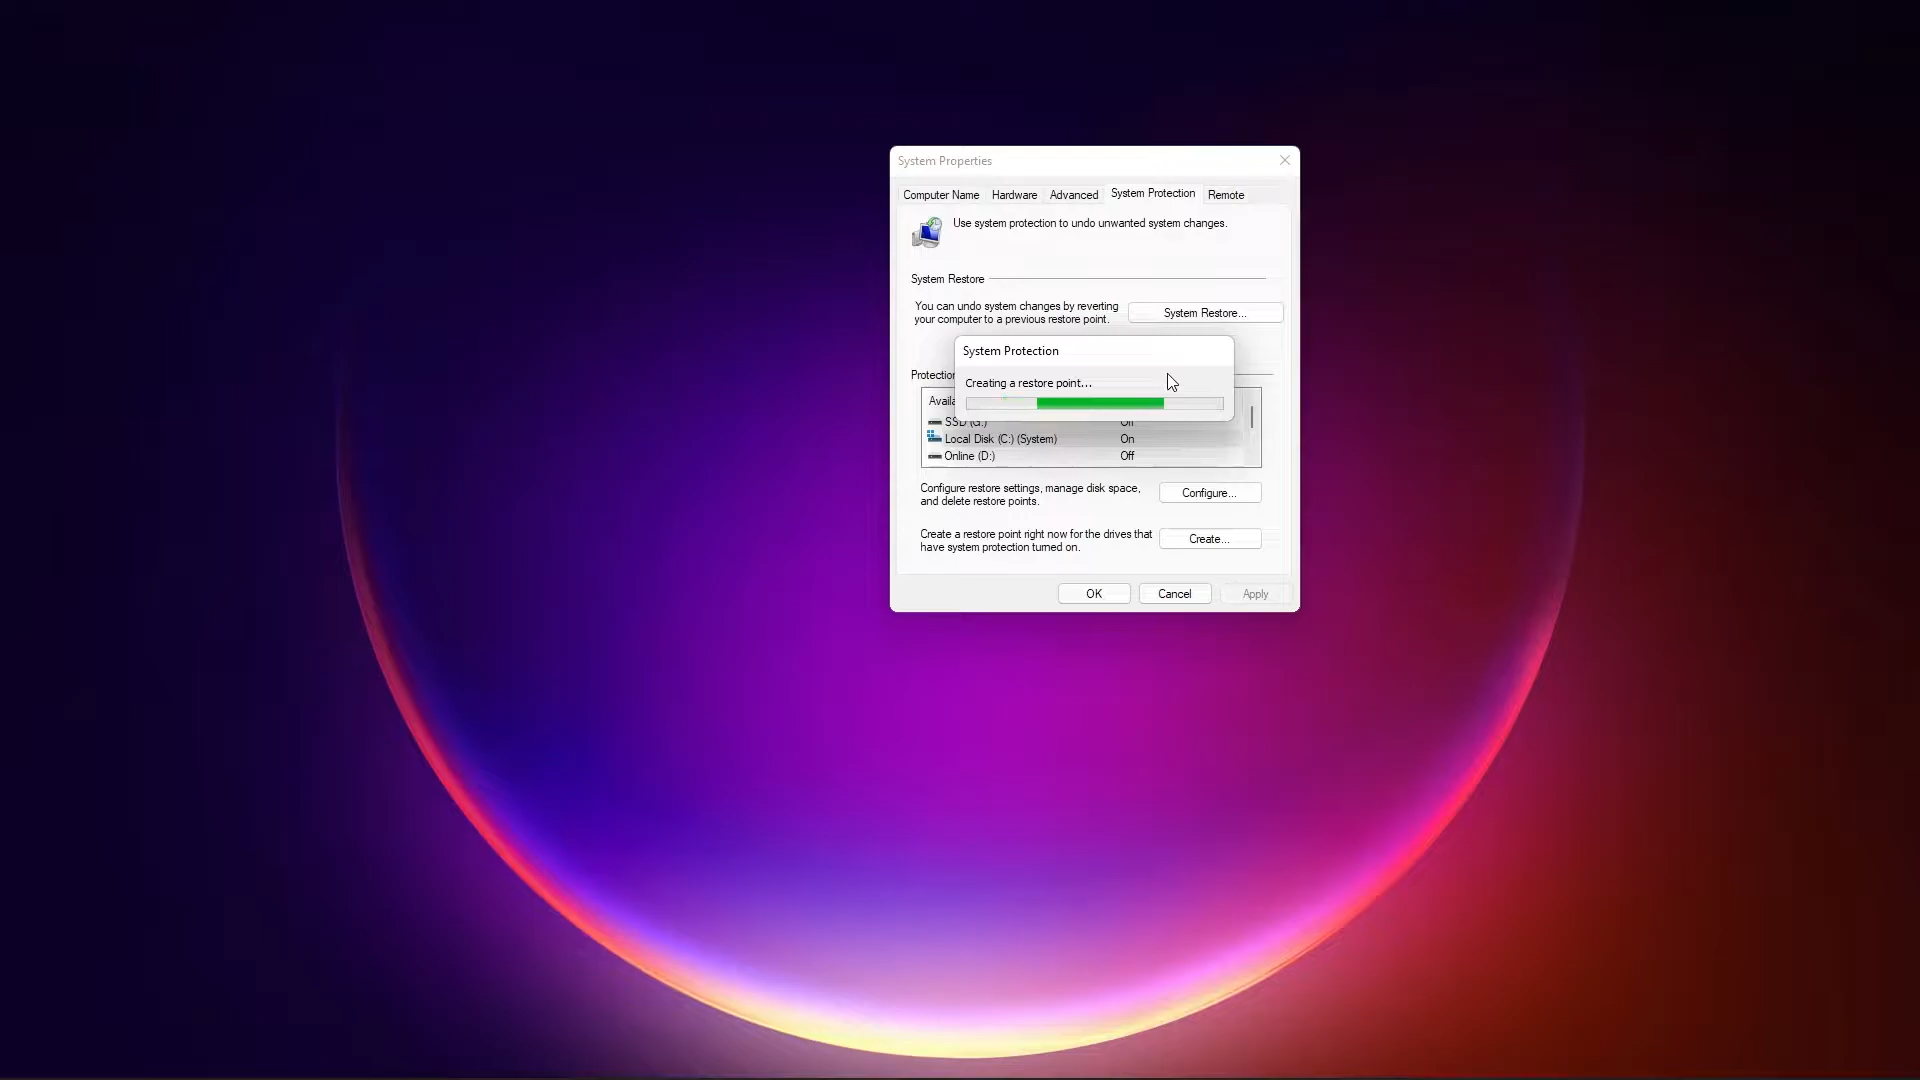 System Properties
Computer Name Hardware Advanced System Protection Remote
Use system protection to undo unwanted system changes.
System Restore
You can undo system changes by reverting
your computer to a previous restore point.
System Restore...
System Protection
Creating a restore point...
Protection
Availa
SSD (G:) Off
Local Disk (C:) (System) On
Online (D:) Off
Configure restore settings, manage disk space,
and delete restore points.
Configure...
Create a restore point right now for the drives that
have system protection turned on.
Create...
OK Cancel Apply